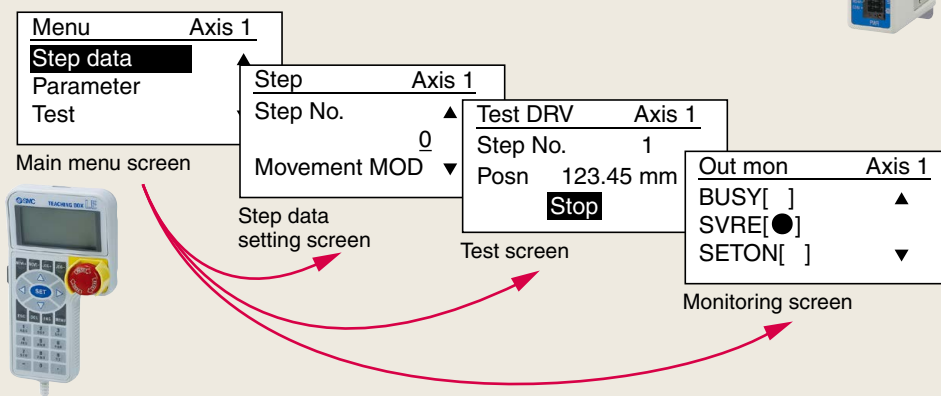 Menu Axis 1
Step data
Parameter
Test
Main menu screen
Step Axis 1
Step No.
0
Movement MOD
Step data
setting screen
Test DRV Axis 1
Step No. 1
Posn 123.45 mm
Stop
Test screen
Out mon Axis 1
BUSY[ ]
SVRE[●]
SETON[ ]
Monitoring screen
SMC TEACHING BOX LE
SET